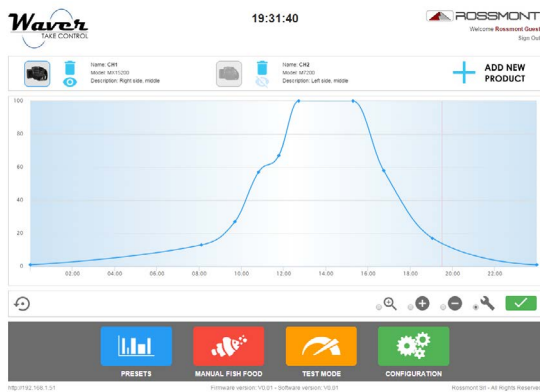 Waver
TAKE CONTROL
19:31:40
ROSSMONT
Welcome Rossmont Guest
Sign Out
Name: CH1
Model: MX11200
Description: Right side, middle
Name: CH2
Model: M7200
Description: Left side, middle
ADD NEW
PRODUCT
100
80
60
40
20
0
02:00 04:00 06:00 08:00 10:00 12:00 14:00 16:00 18:00 20:00 22:00
PRESETS
MANUAL FISH FOOD
TEST MODE
CONFIGURATION
http://192.168.1.51
Firmware version: V0.01 - Software version: V0.01
Rossmont Srl - All Rights Reserved